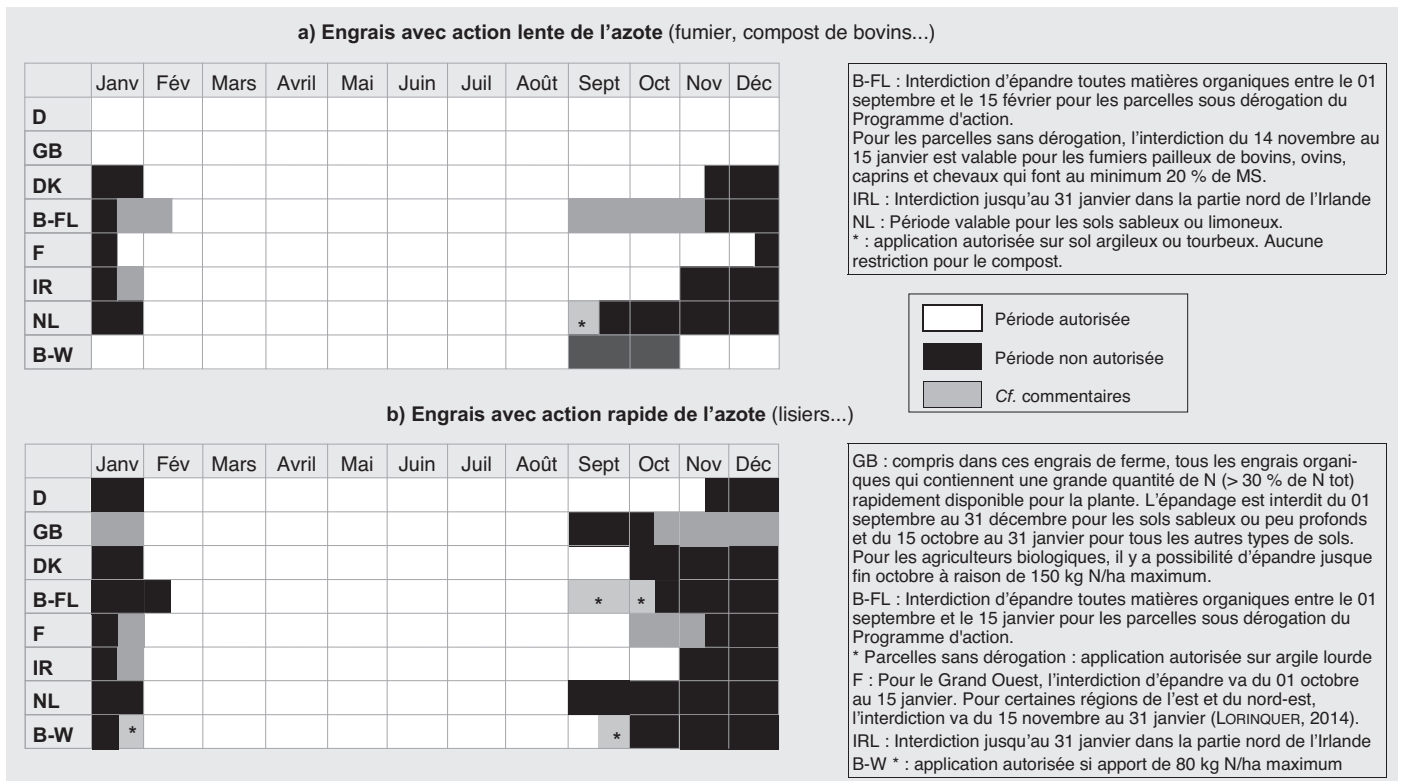 a) Engrais avec action lente de l'azote (fumier, compost de bovins...)
Janv Fév Mars Avril Mai Juin Juil Août Sept Oct Nov Déc
D
GB
DK
B-FL
F
IR
NL *
B-W
B-FL : Interdiction d'épandre toutes matières organiques entre le 01
septembre et le 15 février pour les parcelles sous dérogation du
Programme d'action.
Pour les parcelles sans dérogation, l'interdiction du 14 novembre au
15 janvier est valable pour les fumiers pailleux de bovins, ovins,
caprins et chevaux qui font au minimum 20 % de MS.
IRL : Interdiction jusqu'au 31 janvier dans la partie nord de l'Irlande
NL : Période valable pour les sols sableux ou limoneux.
* : application autorisée sur sol argileux ou tourbeux. Aucune
restriction pour le compost.
Période autorisée
Période non autorisée
Cf. commentaires
b) Engrais avec action rapide de l'azote (lisiers...)
Janv Fév Mars Avril Mai Juin Juil Août Sept Oct Nov Déc
D
GB
DK
B-FL * *
F
IR
NL
B-W * *
GB : compris dans ces engrais de ferme, tous les engrais organi-
ques qui contiennent une grande quantité de N (> 30 % de N tot)
rapidement disponible pour la plante. L'épandage est interdit du 01
septembre au 31 décembre pour les sols sableux ou peu profonds
et du 15 octobre au 31 janvier pour tous les autres types de sols.
Pour les agriculteurs biologiques, il y a possibilité d'épandre jusque
fin octobre à raison de 150 kg N/ha maximum.
B-FL : Interdiction d'épandre toutes matières organiques entre le 01
septembre et le 15 janvier pour les parcelles sous dérogation du
Programme d'action.
* Parcelles sans dérogation : application autorisée sur argile lourde
F : Pour le Grand Ouest, l'interdiction d'épandre va du 01 octobre
au 15 janvier. Pour certaines régions de l'est et du nord-est,
l'interdiction va du 15 novembre au 31 janvier (LORINQUER, 2014).
IRL : Interdiction jusqu'au 31 janvier dans la partie nord de l'Irlande
B-W * : application autorisée si apport de 80 kg N/ha maximum